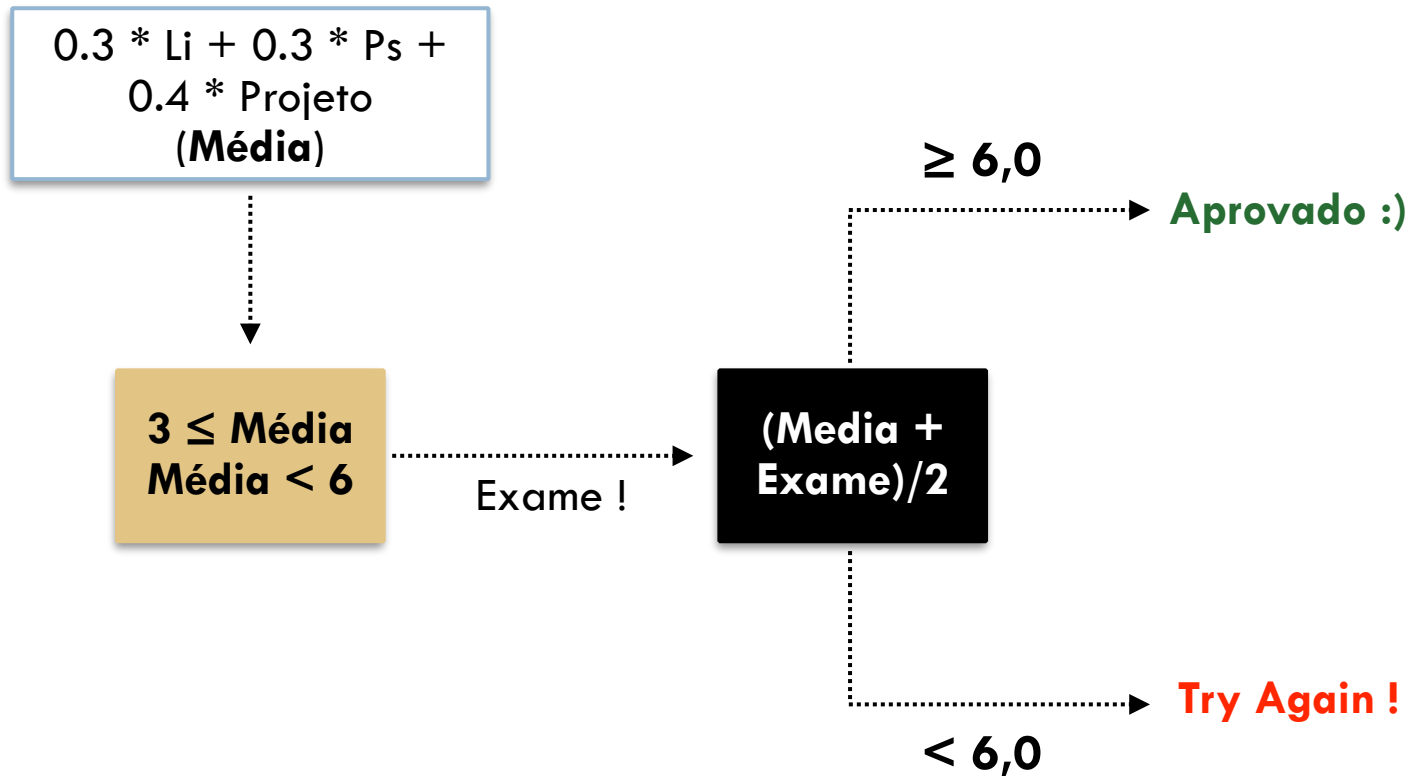 0.3 * Li + 0.3 * Ps +
0.4 * Projeto
(Média)
≥ 6,0
Aprovado :)
3 ≤ Média
Média < 6
Exame !
(Media +
Exame)/2
Try Again !
< 6,0